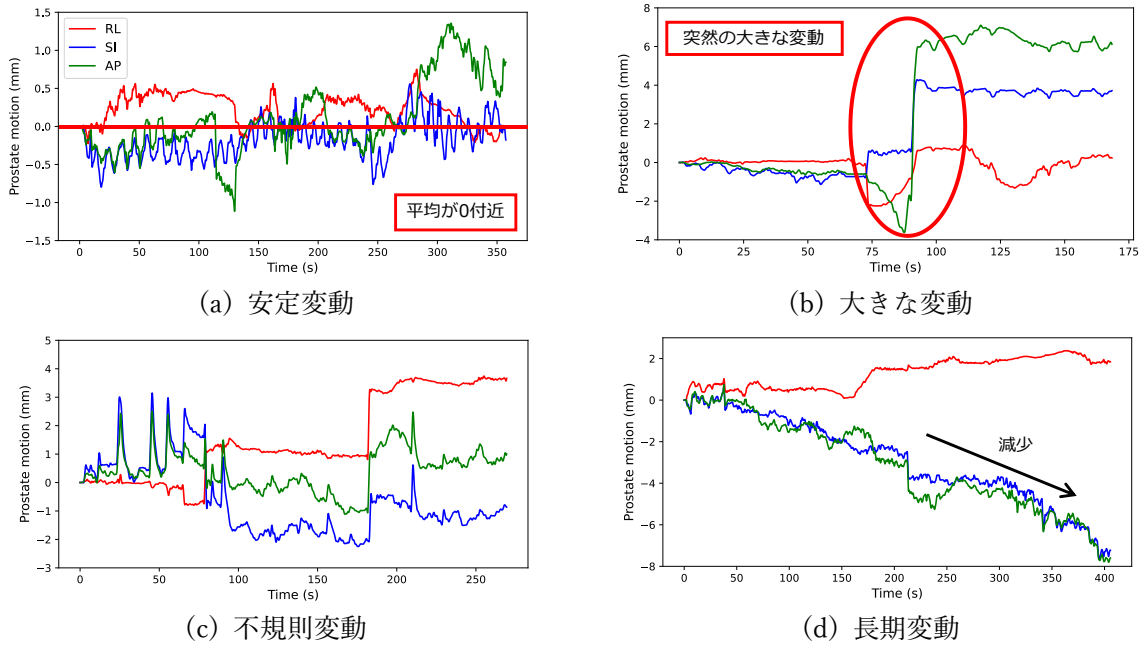 1.5
1.0
0.5
0.0
−0.5
−1.0
−1.5
Prostate motion (mm)
RL
SI
AP
平均が0付近
0 50 100 150 200 250 300 350
Time (s)
(a) 安定変動
6
4
2
0
−2
−4
Prostate motion (mm)
突然の大きな変動
0 25 50 75 100 125 150 175
Time (s)
(b) 大きな変動
5
4
3
2
1
0
−1
−2
−3
Prostate motion (mm)
0 50 100 150 200 250
Time (s)
(c) 不規則変動
2
0
−2
−4
−6
−8
Prostate motion (mm)
減少
0 50 100 150 200 250 300 350 400
Time (s)
(d) 長期変動